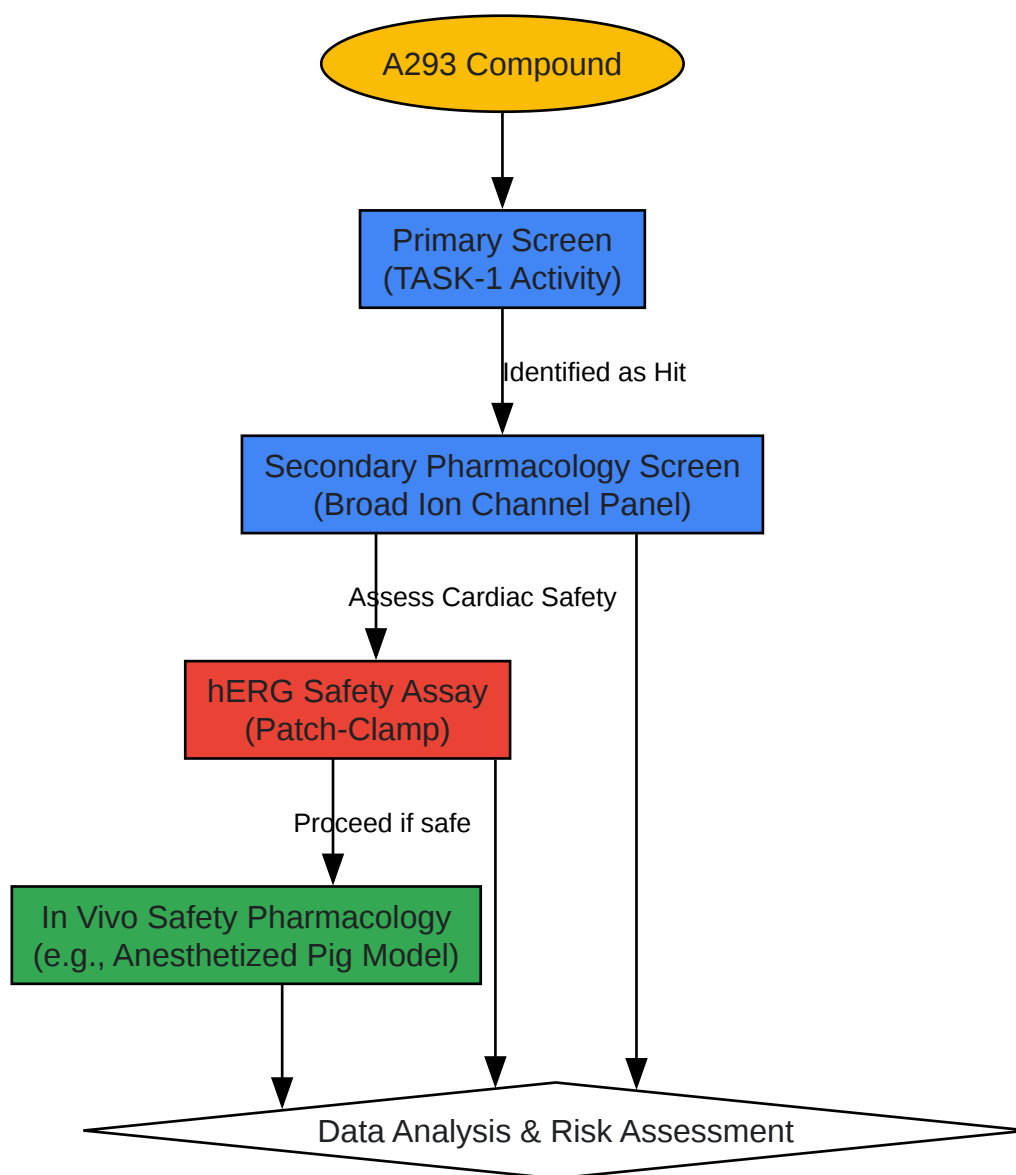 A293 Compound
Primary Screen
(TASK-1 Activity)
Identified as Hit
Secondary Pharmacology Screen
(Broad Ion Channel Panel)
Assess Cardiac Safety
hERG Safety Assay
(Patch-Clamp)
Proceed if safe
In Vivo Safety Pharmacology
(e.g., Anesthetized Pig Model)
Data Analysis & Risk Assessment